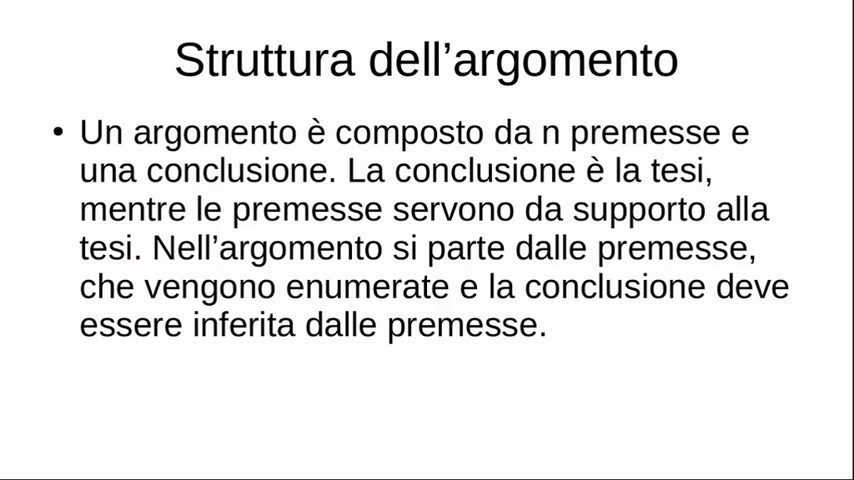 Struttura dell’argomento
• Un argomento è composto da n premesse e
una conclusione. La conclusione è la tesi,
mentre le premesse servono da supporto alla
tesi. Nell’argomento si parte dalle premesse,
che vengono enumerate e la conclusione deve
essere inferita dalle premesse.